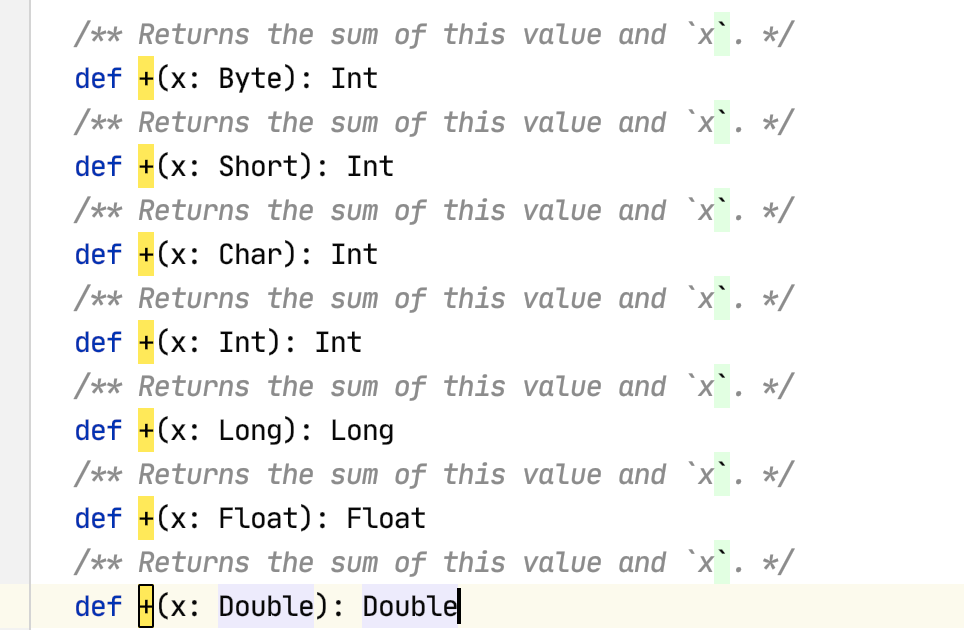 /** Returns the sum of this value and `x`. */
def +(x: Byte): Int
/** Returns the sum of this value and `x`. */
def +(x: Short): Int
/** Returns the sum of this value and `x`. */
def +(x: Char): Int
/** Returns the sum of this value and `x`. */
def +(x: Int): Int
/** Returns the sum of this value and `x`. */
def +(x: Long): Long
/** Returns the sum of this value and `x`. */
def +(x: Float): Float
/** Returns the sum of this value and `x`. */
def +(x: Double): Double